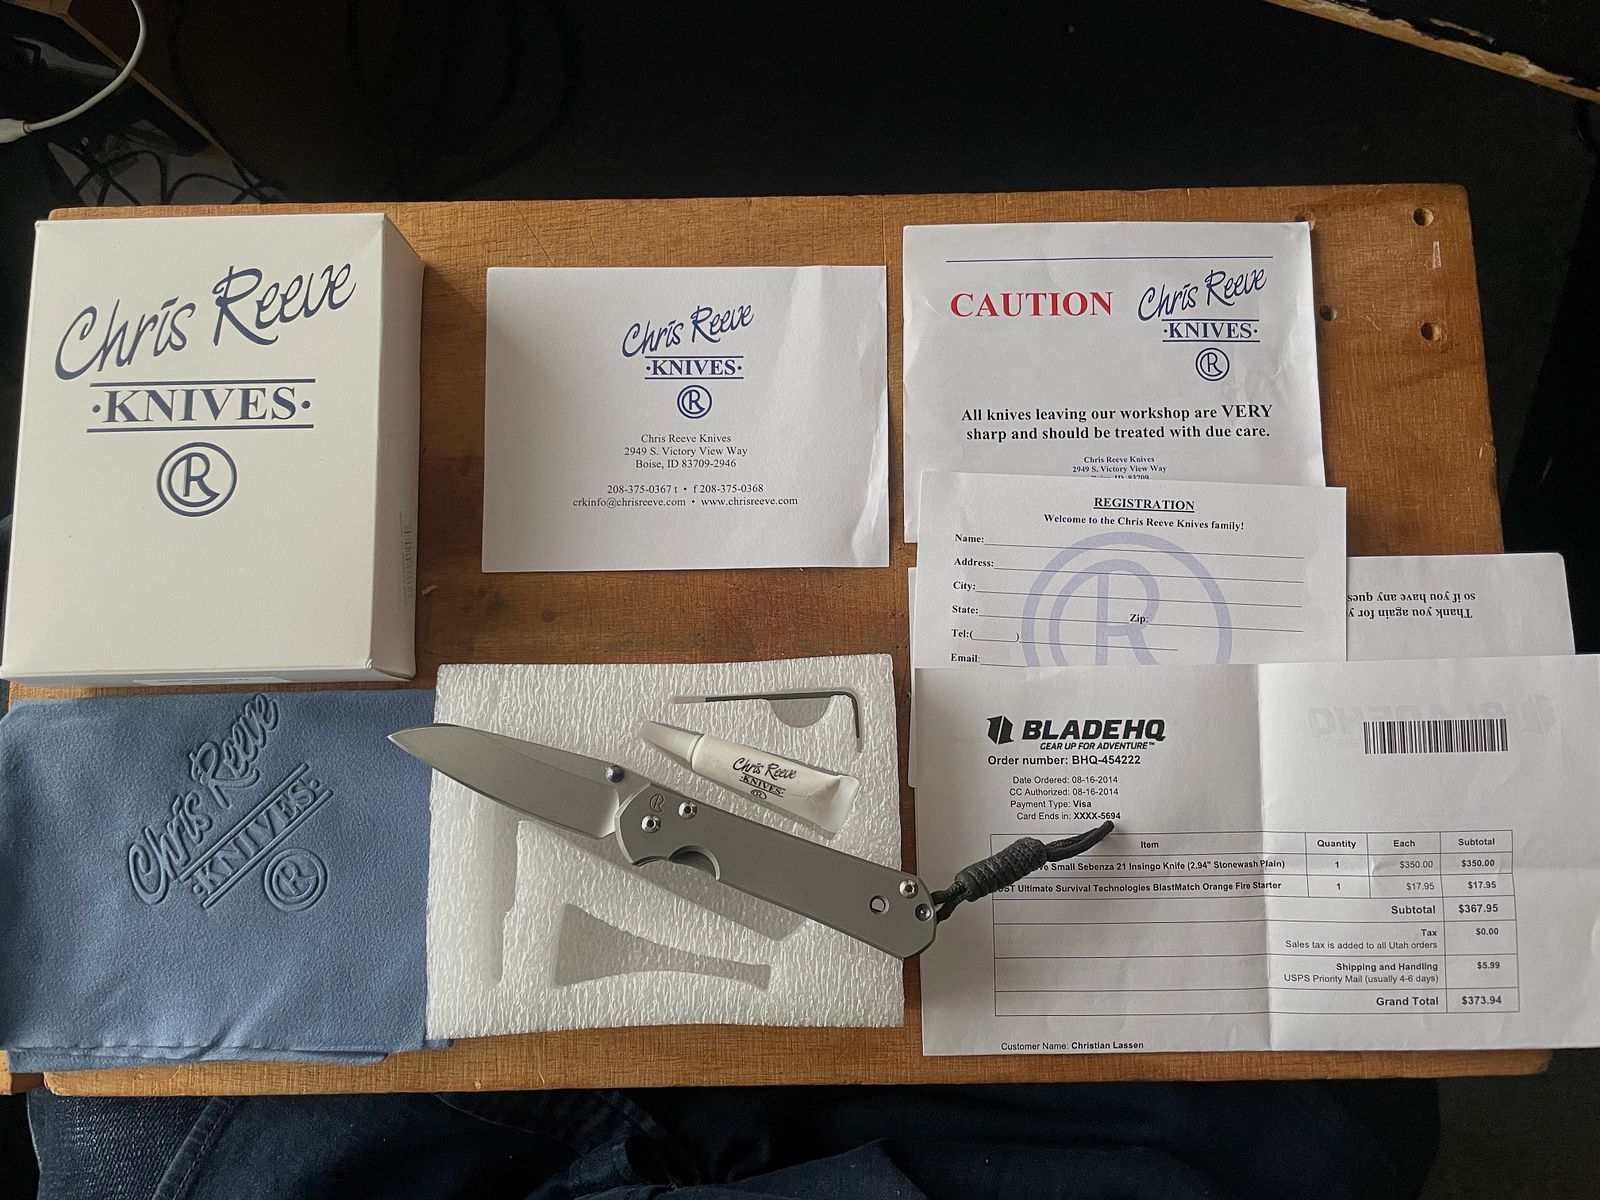 Chris Reeve
·KNIVES·
R
Chris Reeve
·KNIVES·
R
Chris Reeve Knives
2949 S. Victory View Way
Boise, ID 83709-2946
208-375-0367 t • f 208-375-0368
crkinfo@chrisreeve.com • www.chrisreeve.com
CAUTION
Chris Reeve
·KNIVES·
R
All knives leaving our workshop are VERY
sharp and should be treated with due care.
Chris Reeve Knives
2949 S. Victory View Way
Boise, ID 83709
REGISTRATION
Welcome to the Chris Reeve Knives family!
Name:
Address:
City:
State: Zip:
Tel:( )
Email:
R
Thank you again for y
so if you have any ques
Chris Reeve
·KNIVES·
R
Chris Reeve
·KNIVES·
R
R
BLADEHQ
GEAR UP FOR ADVENTURE™
Order number: BHQ-454222
Date Ordered: 08-16-2014
CC Authorized: 08-16-2014
Payment Type: Visa
Card Ends in: XXXX-5694
Item Quantity Each Subtotal
ve Small Sebenza 21 Insingo Knife (2.94" Stonewash Plain) 1 $350.00 $350.00
UST Ultimate Survival Technologies BlastMatch Orange Fire Starter 1 $17.95 $17.95
Subtotal $367.95
Tax $0.00
Sales tax is added to all Utah orders
Shipping and Handling $5.99
USPS Priority Mail (usually 4-6 days)
Grand Total $373.94
Customer Name: Christian Lassen